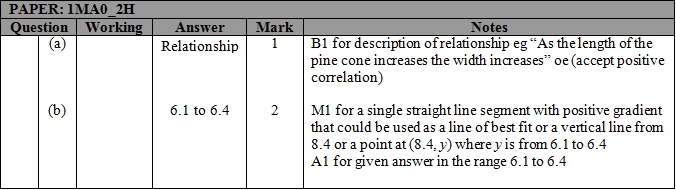 PAPER: 1MA0_2H
Question Working Answer Mark Notes
(a) Relationship 1 B1 for description of relationship eg “As the length of the
pine cone increases the width increases” oe (accept positive
correlation)
(b) 6.1 to 6.4 2 M1 for a single straight line segment with positive gradient
that could be used as a line of best fit or a vertical line from
8.4 or a point at (8.4, y) where y is from 6.1 to 6.4
A1 for given answer in the range 6.1 to 6.4